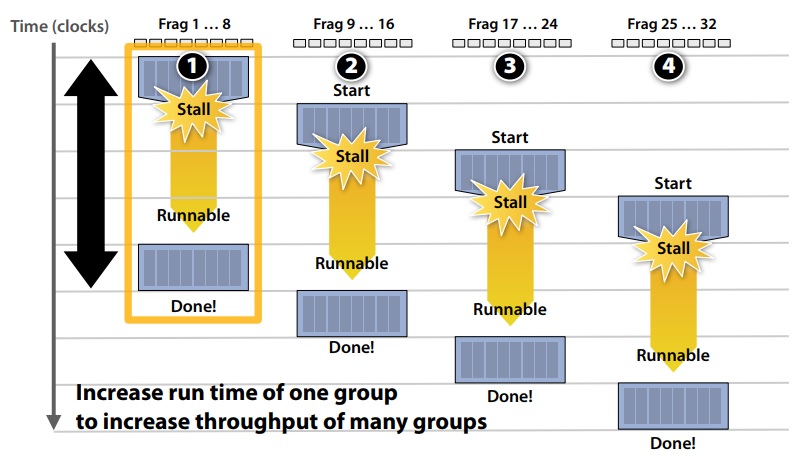 Time (clocks)
Frag 1 … 8
Frag 9 … 16
Frag 17 … 24
Frag 25 … 32
1
2
3
4
Start
Stall
Start
Stall
Start
Stall
Runnable
Stall
Runnable
Done!
Runnable
Done!
Runnable
Increase run time of one group
to increase throughput of many groups
Done!
Done!